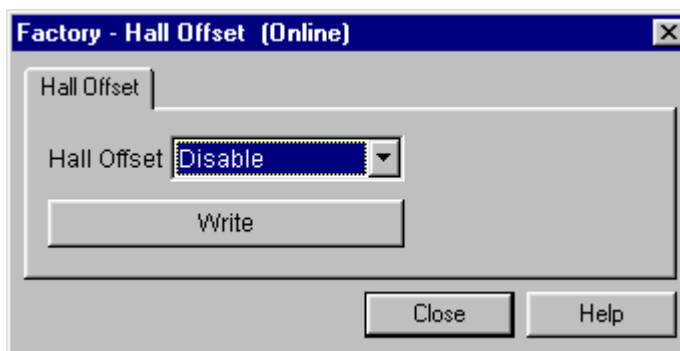 Factory - Hall Offset (Online)
Hall Offset
Hall Offset Disable
Write
Close Help